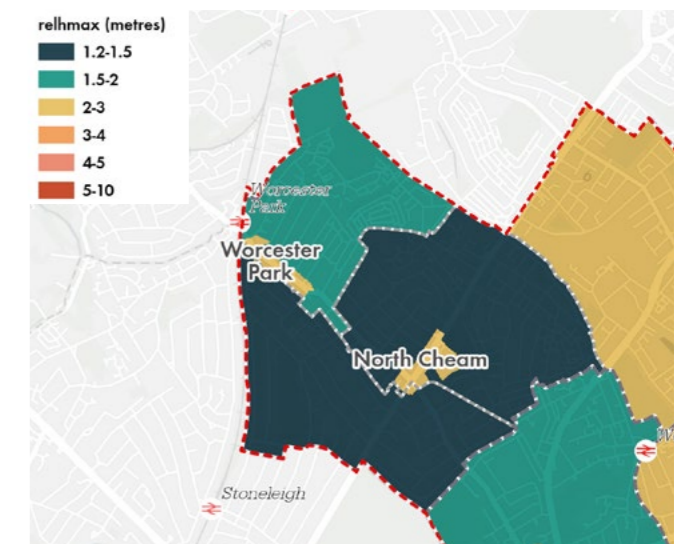 relhmax (metres)
1.2-1.5
1.5-2
2-3
3-4
4-5
5-10
Worcester
Park
Worcester
Park
North Cheam
W
Stoneleigh